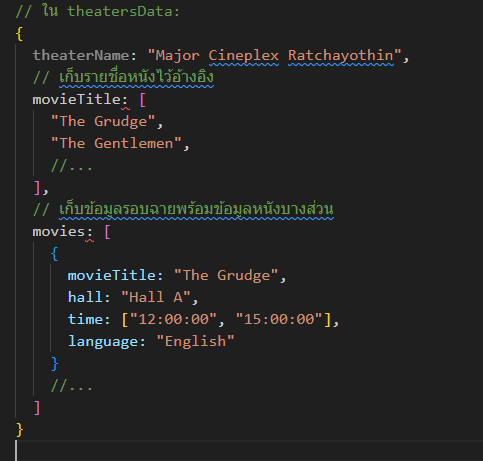 // ใน theatersData:
{
theaterName: "Major Cineplex Ratchayothin",
// เก็บรายชื่อหนังไว้อ้างอิง
movieTitle: [
"The Grudge",
"The Gentlemen",
//...
],
// เก็บข้อมูลรอบฉายพร้อมข้อมูลหนังบางส่วน
movies: [
{
movieTitle: "The Grudge",
hall: "Hall A",
time: ["12:00:00", "15:00:00"],
language: "English"
}
//...
]
}